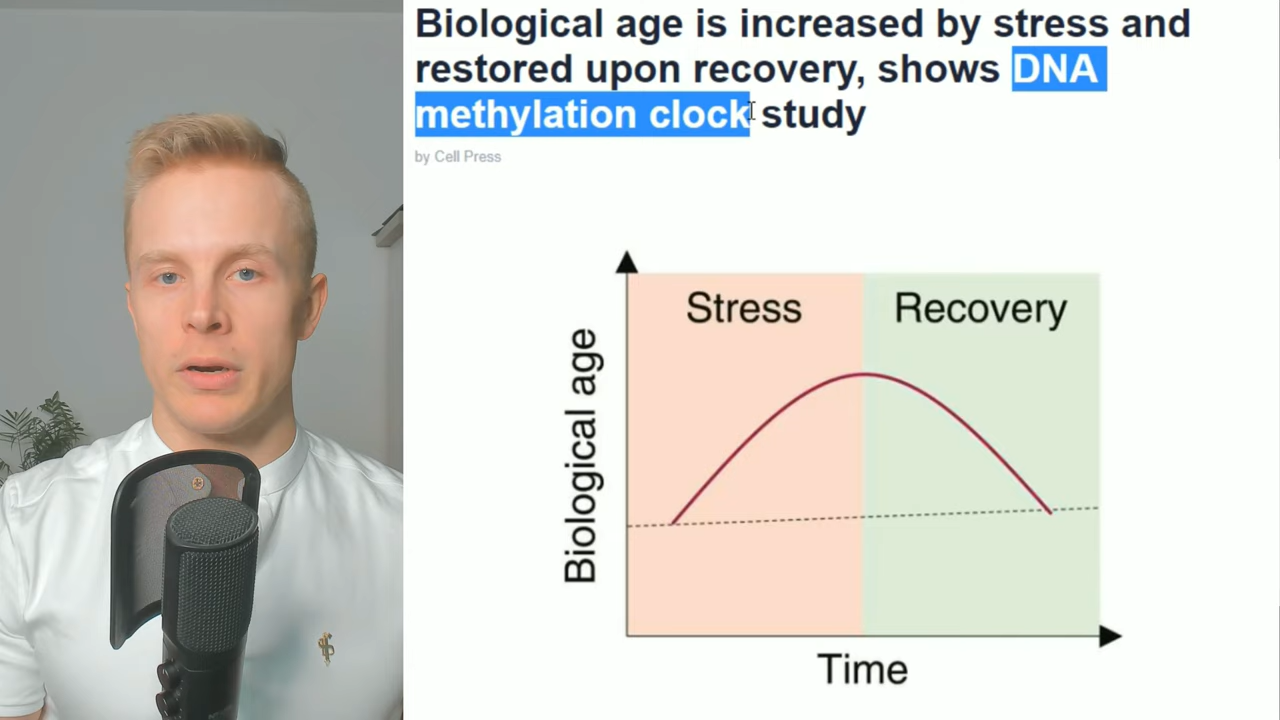 Biological age is increased by stress and
restored upon recovery, shows DNA
methylation clock study
by Cell Press
Stress
Recovery
Biological age
Time